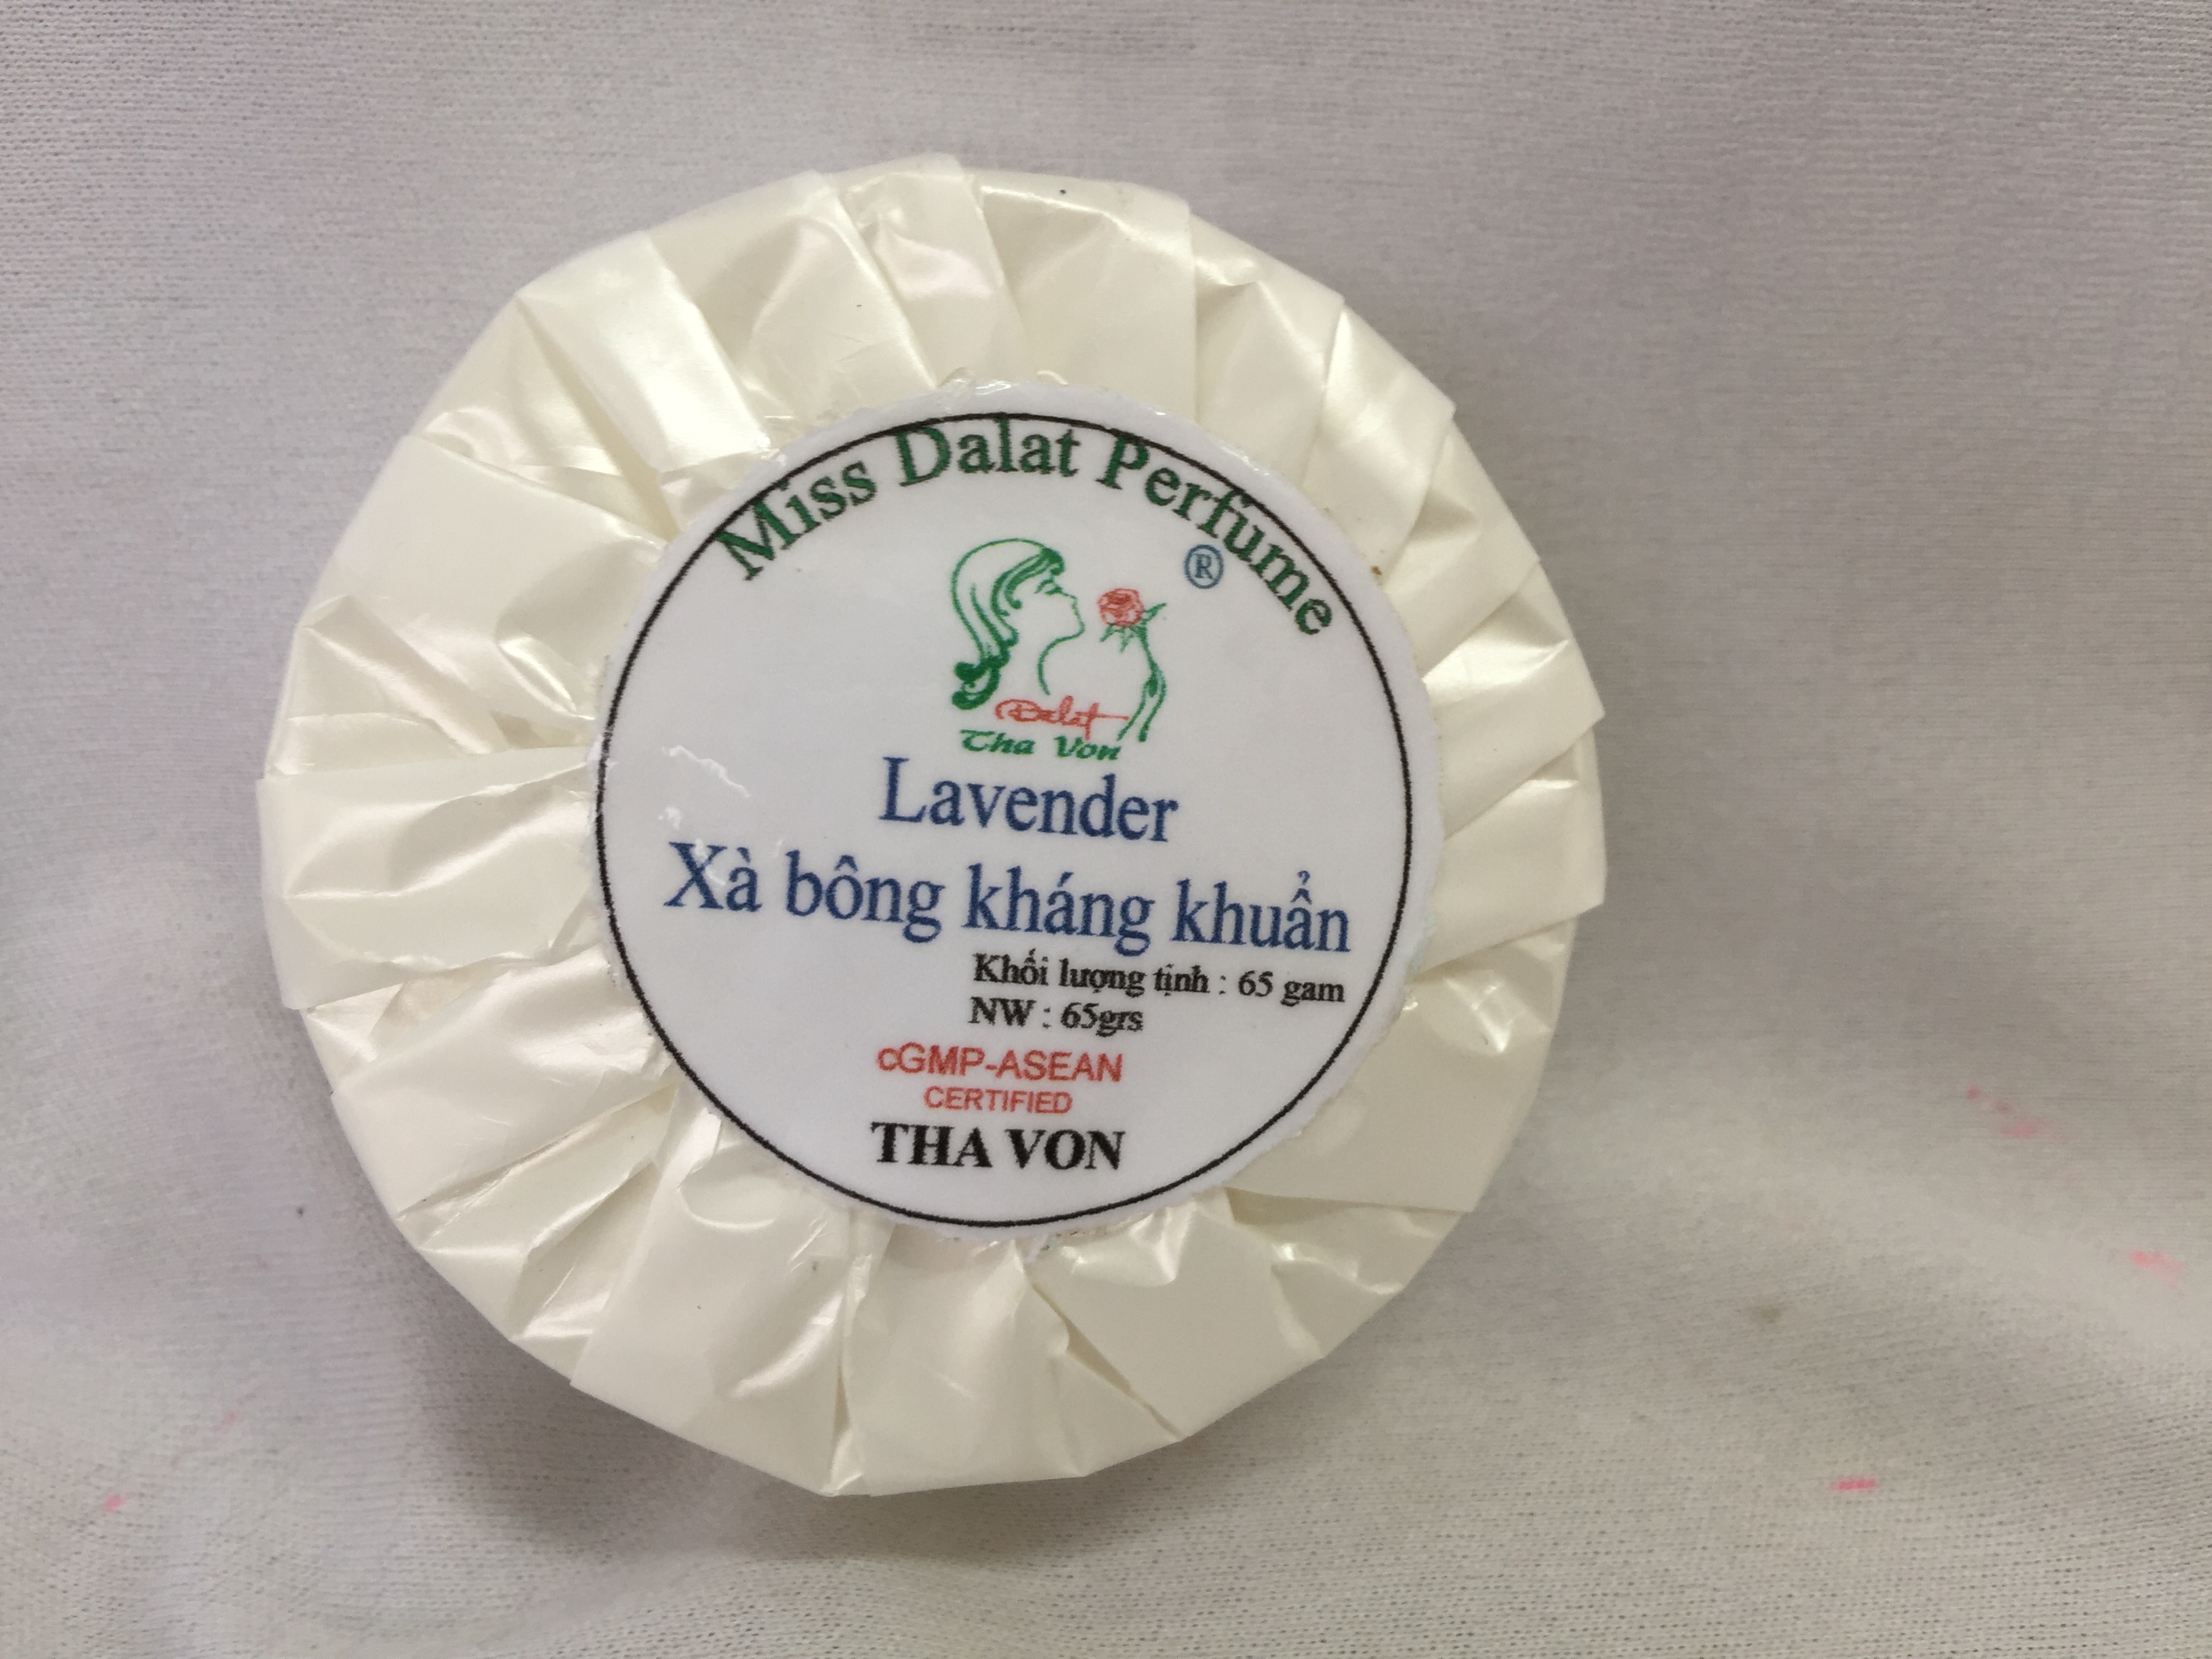 Miss Dalat Perfume
®
Dalat
Tha Von
Lavender
Xà bông kháng khuẩn
Khối lượng tịnh : 65 gam
NW : 65grs
cGMP-ASEAN
CERTIFIED
THA VON